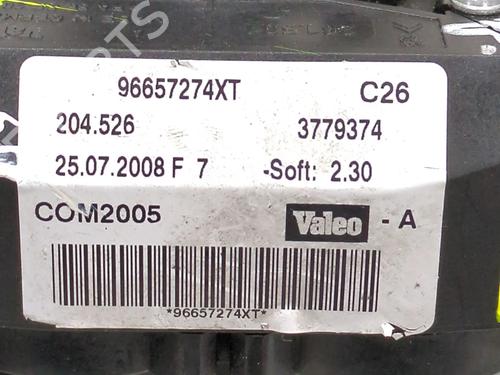 96657274XT C26
204.526 3779374
25.07.2008 F 7 -Soft: 2.30
COM2005 Valeo - A
*96657274XT*